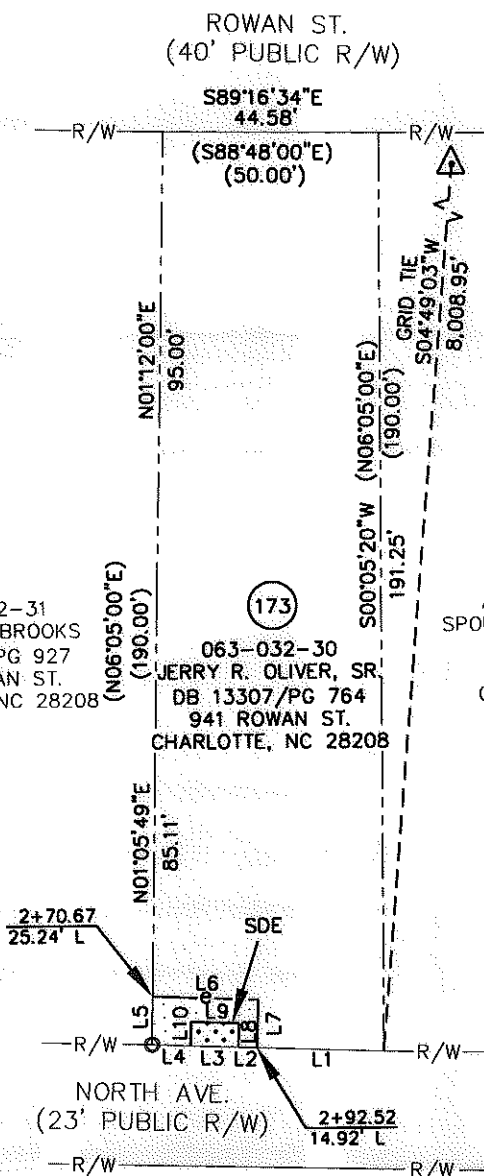 ROWAN ST.
(40' PUBLIC R/W)
S89°16'34"E
44.58'
R/W
R/W
(S88°48'00"E)
(50.00')
GRID TIE
S04°49'03"W
8,008.95'
N01°12'00"E
95.00'
(N06°05'00"E)
(190.00')
S00°05'20"W
191.25'
2-31
BROOKS
PG 927
AN ST.
NC 28208
(N06°05'00"E)
(190.00')
173
063-032-30
JERRY R. OLIVER, SR.
DB 13307/PG 764
941 ROWAN ST.
CHARLOTTE, NC 28208
SPOU
N01°05'49"E
85.11'
2+70.67
25.24' L
SDE
L6
L9
L5
L10
L8
L7
R/W
L4
L3
L2
L1
R/W
NORTH AVE.
(23' PUBLIC R/W)
2+92.52
14.92' L
R/W
R/W